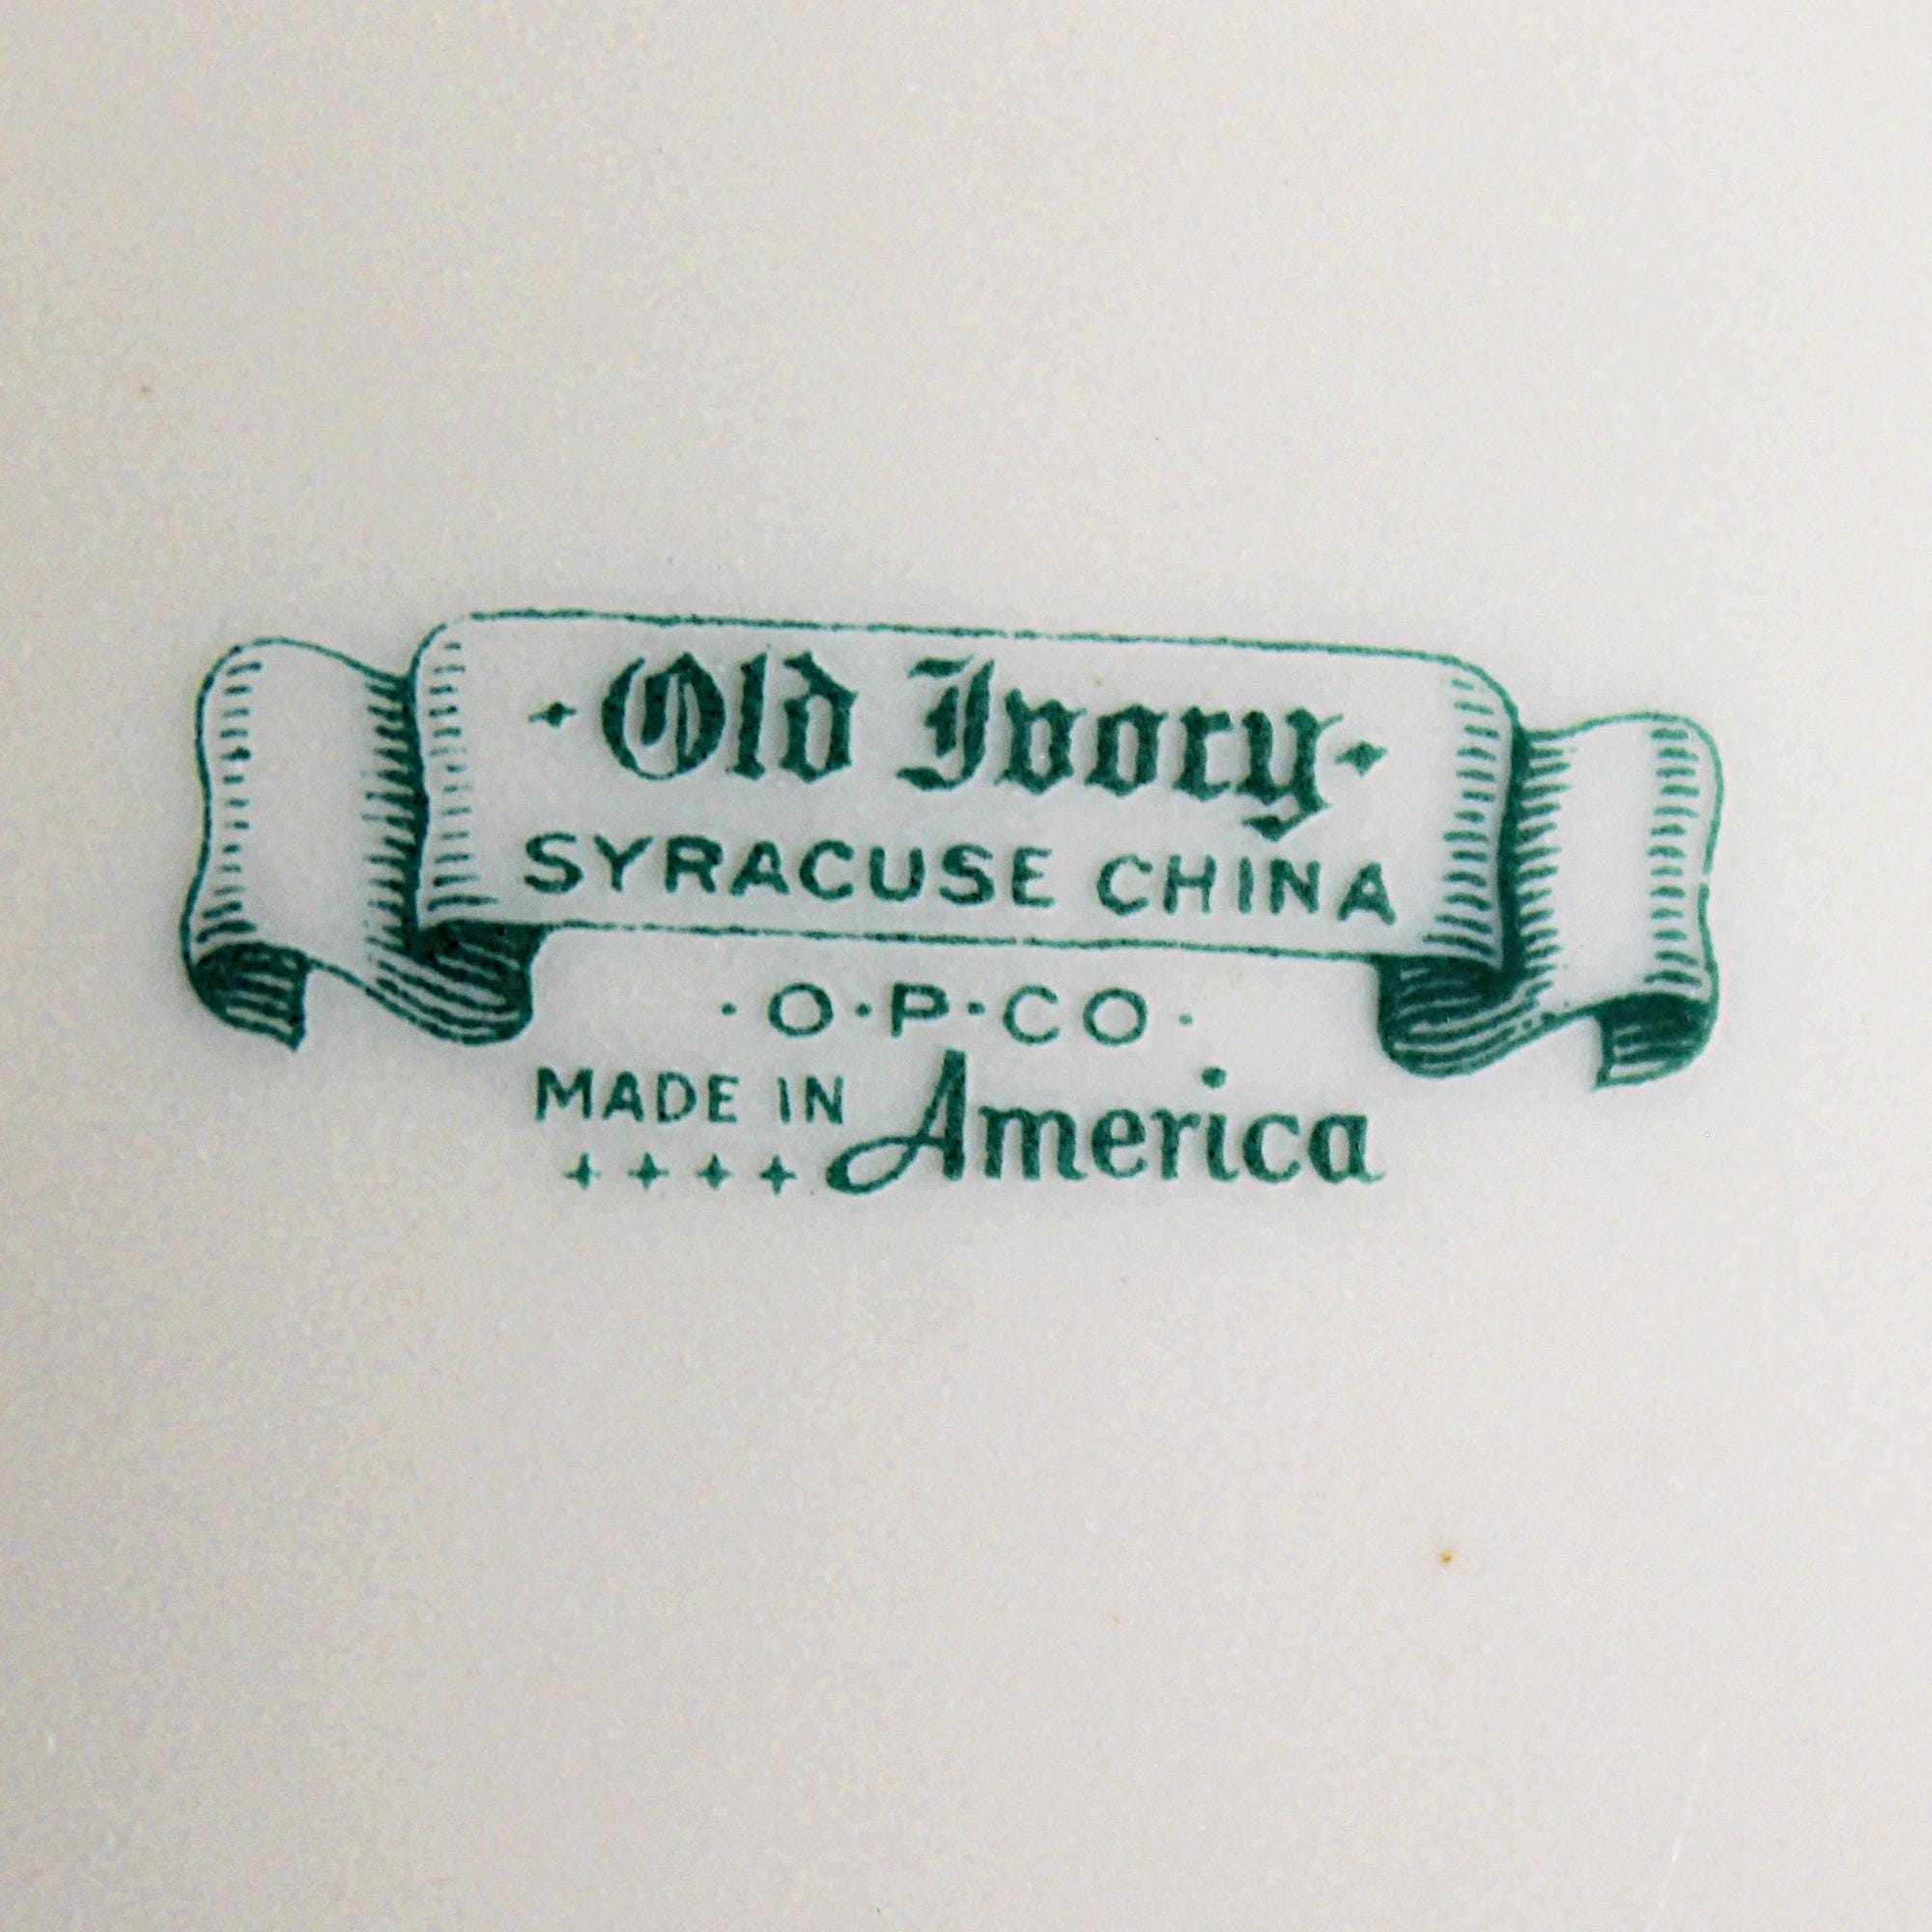 ·Old Ivory·
SYRACUSE CHINA
·O·P·CO·
MADE IN America